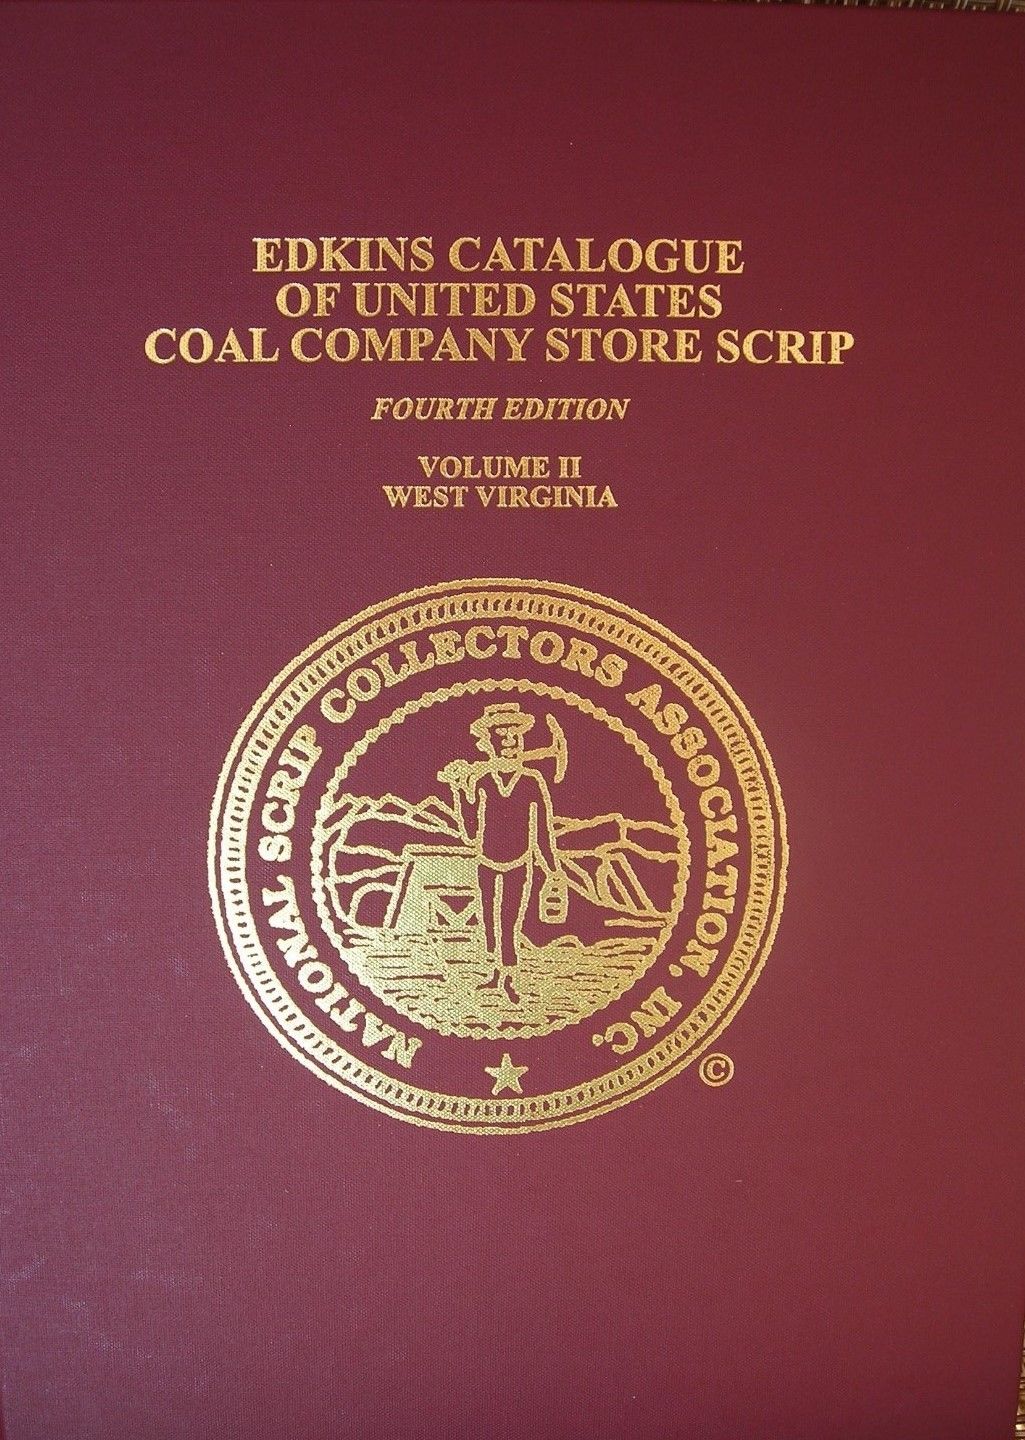 EDKINS CATALOGUE
OF UNITED STATES
COAL COMPANY STORE SCRIP
FOURTH EDITION
VOLUME II
WEST VIRGINIA
NATIONAL SCRIP COLLECTORS ASSOCIATION, INC.
©